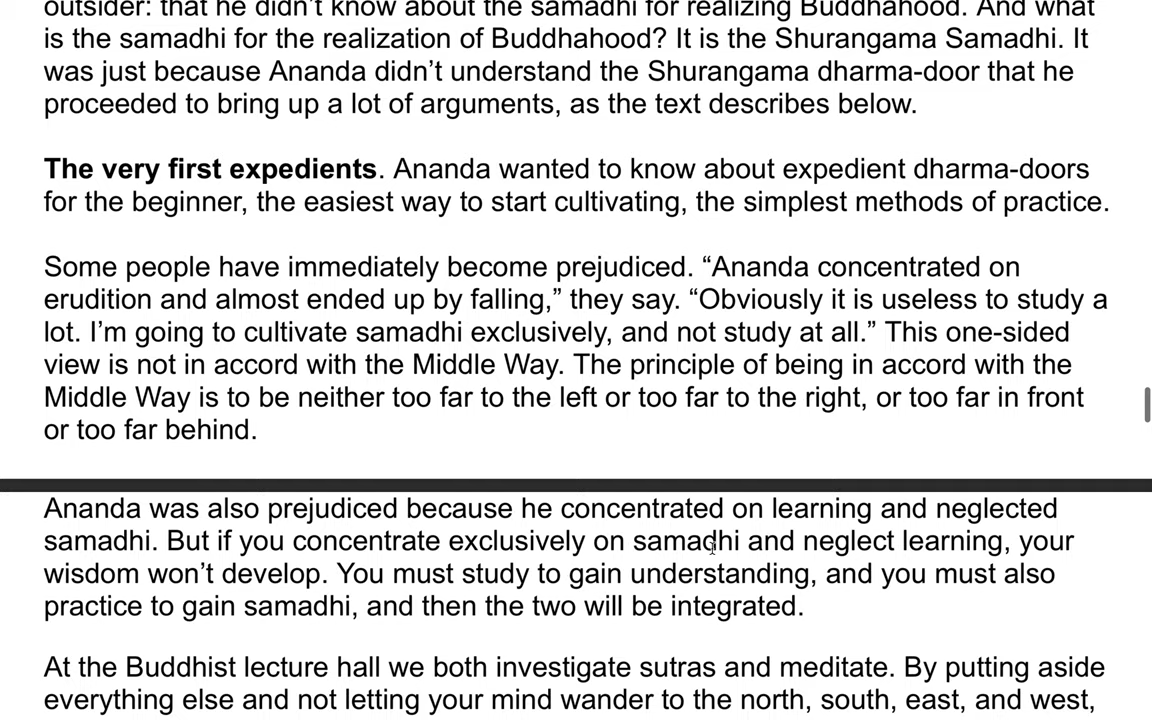 outsider: that he didn’t know about the samadhi for realizing Buddhahood. And what
is the samadhi for the realization of Buddhahood? It is the Shurangama Samadhi. It
was just because Ananda didn’t understand the Shurangama dharma-door that he
proceeded to bring up a lot of arguments, as the text describes below.
The very first expedients. Ananda wanted to know about expedient dharma-doors
for the beginner, the easiest way to start cultivating, the simplest methods of practice.
Some people have immediately become prejudiced. “Ananda concentrated on
erudition and almost ended up by falling,” they say. “Obviously it is useless to study a
lot. I’m going to cultivate samadhi exclusively, and not study at all.” This one-sided
view is not in accord with the Middle Way. The principle of being in accord with the
Middle Way is to be neither too far to the left or too far to the right, or too far in front
or too far behind.
Ananda was also prejudiced because he concentrated on learning and neglected
samadhi. But if you concentrate exclusively on samadhi and neglect learning, your
wisdom won’t develop. You must study to gain understanding, and you must also
practice to gain samadhi, and then the two will be integrated.
At the Buddhist lecture hall we both investigate sutras and meditate. By putting aside
everything else and not letting your mind wander to the north, south, east, and west,